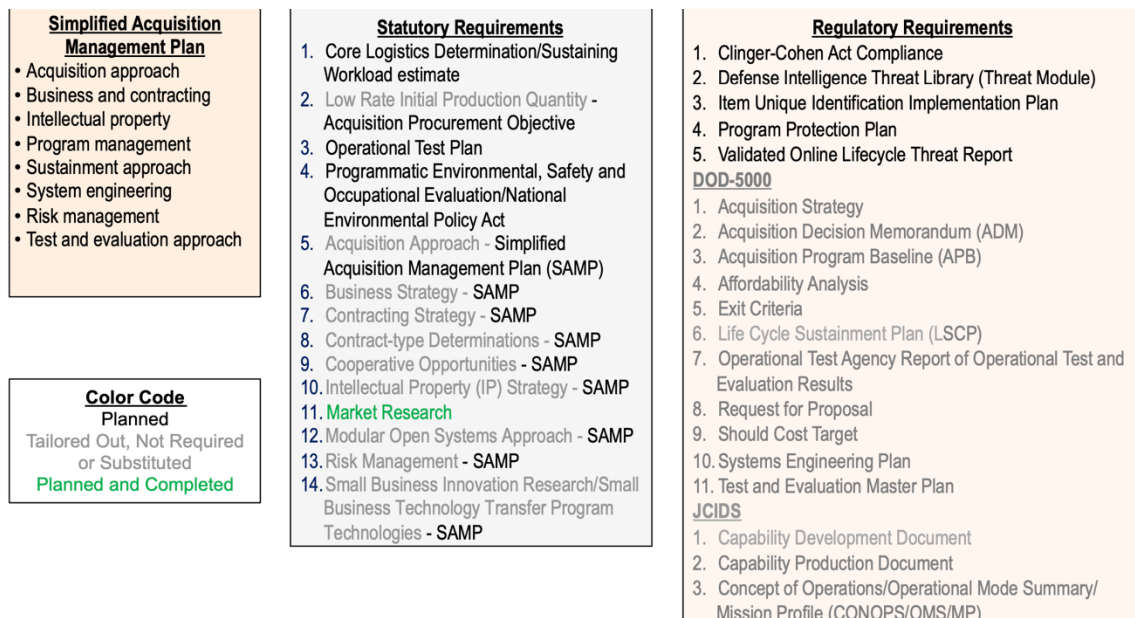 Simplified Acquisition
Management Plan
• Acquisition approach
• Business and contracting
• Intellectual property
• Program management
• Sustainment approach
• System engineering
• Risk management
• Test and evaluation approach
Color Code
Planned
Tailored Out, Not Required
or Substituted
Planned and Completed
Statutory Requirements
1. Core Logistics Determination/Sustaining
Workload estimate
2. Low Rate Initial Production Quantity -
Acquisition Procurement Objective
3. Operational Test Plan
4. Programmatic Environmental, Safety and
Occupational Evaluation/National
Environmental Policy Act
5. Acquisition Approach - Simplified
Acquisition Management Plan (SAMP)
6. Business Strategy - SAMP
7. Contracting Strategy - SAMP
8. Contract-type Determinations - SAMP
9. Cooperative Opportunities - SAMP
10. Intellectual Property (IP) Strategy - SAMP
11. Market Research
12. Modular Open Systems Approach - SAMP
13. Risk Management - SAMP
14. Small Business Innovation Research/Small
Business Technology Transfer Program
Technologies - SAMP
Regulatory Requirements
1. Clinger-Cohen Act Compliance
2. Defense Intelligence Threat Library (Threat Module)
3. Item Unique Identification Implementation Plan
4. Program Protection Plan
5. Validated Online Lifecycle Threat Report
DOD-5000
1. Acquisition Strategy
2. Acquisition Decision Memorandum (ADM)
3. Acquisition Program Baseline (APB)
4. Affordability Analysis
5. Exit Criteria
6. Life Cycle Sustainment Plan (LSCP)
7. Operational Test Agency Report of Operational Test and
Evaluation Results
8. Request for Proposal
9. Should Cost Target
10. Systems Engineering Plan
11. Test and Evaluation Master Plan
JCIDS
1. Capability Development Document
2. Capability Production Document
3. Concept of Operations/Operational Mode Summary/
Mission Profile (CONOPS/OMS/MP)